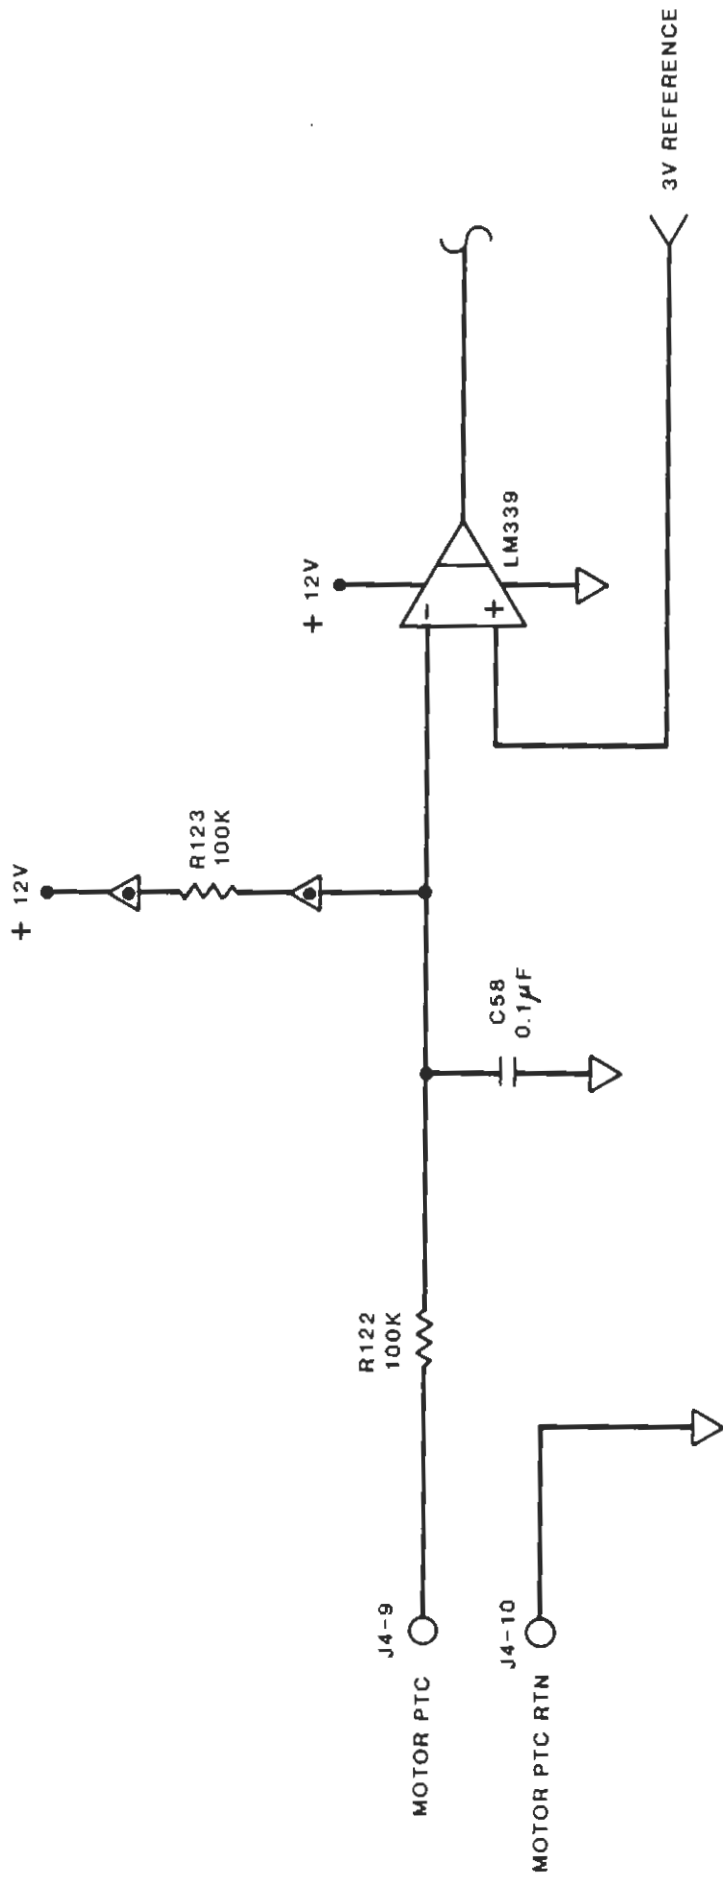 + 12V
R123
100K
+ 12V
-
+
LM339
3V REFERENCE
C58
0.1µF
R122
100K
J4-9
MOTOR PTC
J4-10
MOTOR PTC RTN